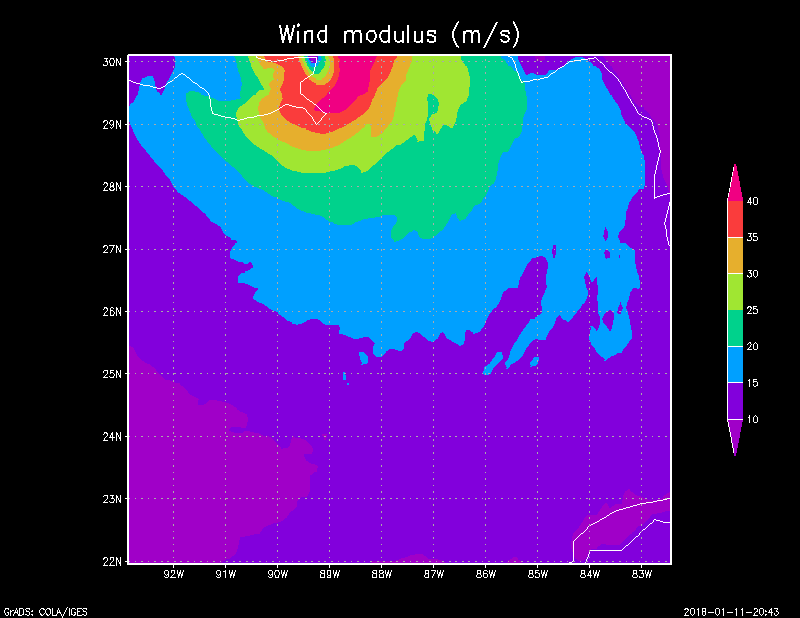 Wind modulus (m/s)
30N
29N
28N
27N
26N
25N
24N
23N
22N
92W 91W 90W 89W 88W 87W 86W 85W 84W 83W
40
35
30
25
20
15
10
GrADS: COLA/IGES
2018-01-11-20:43